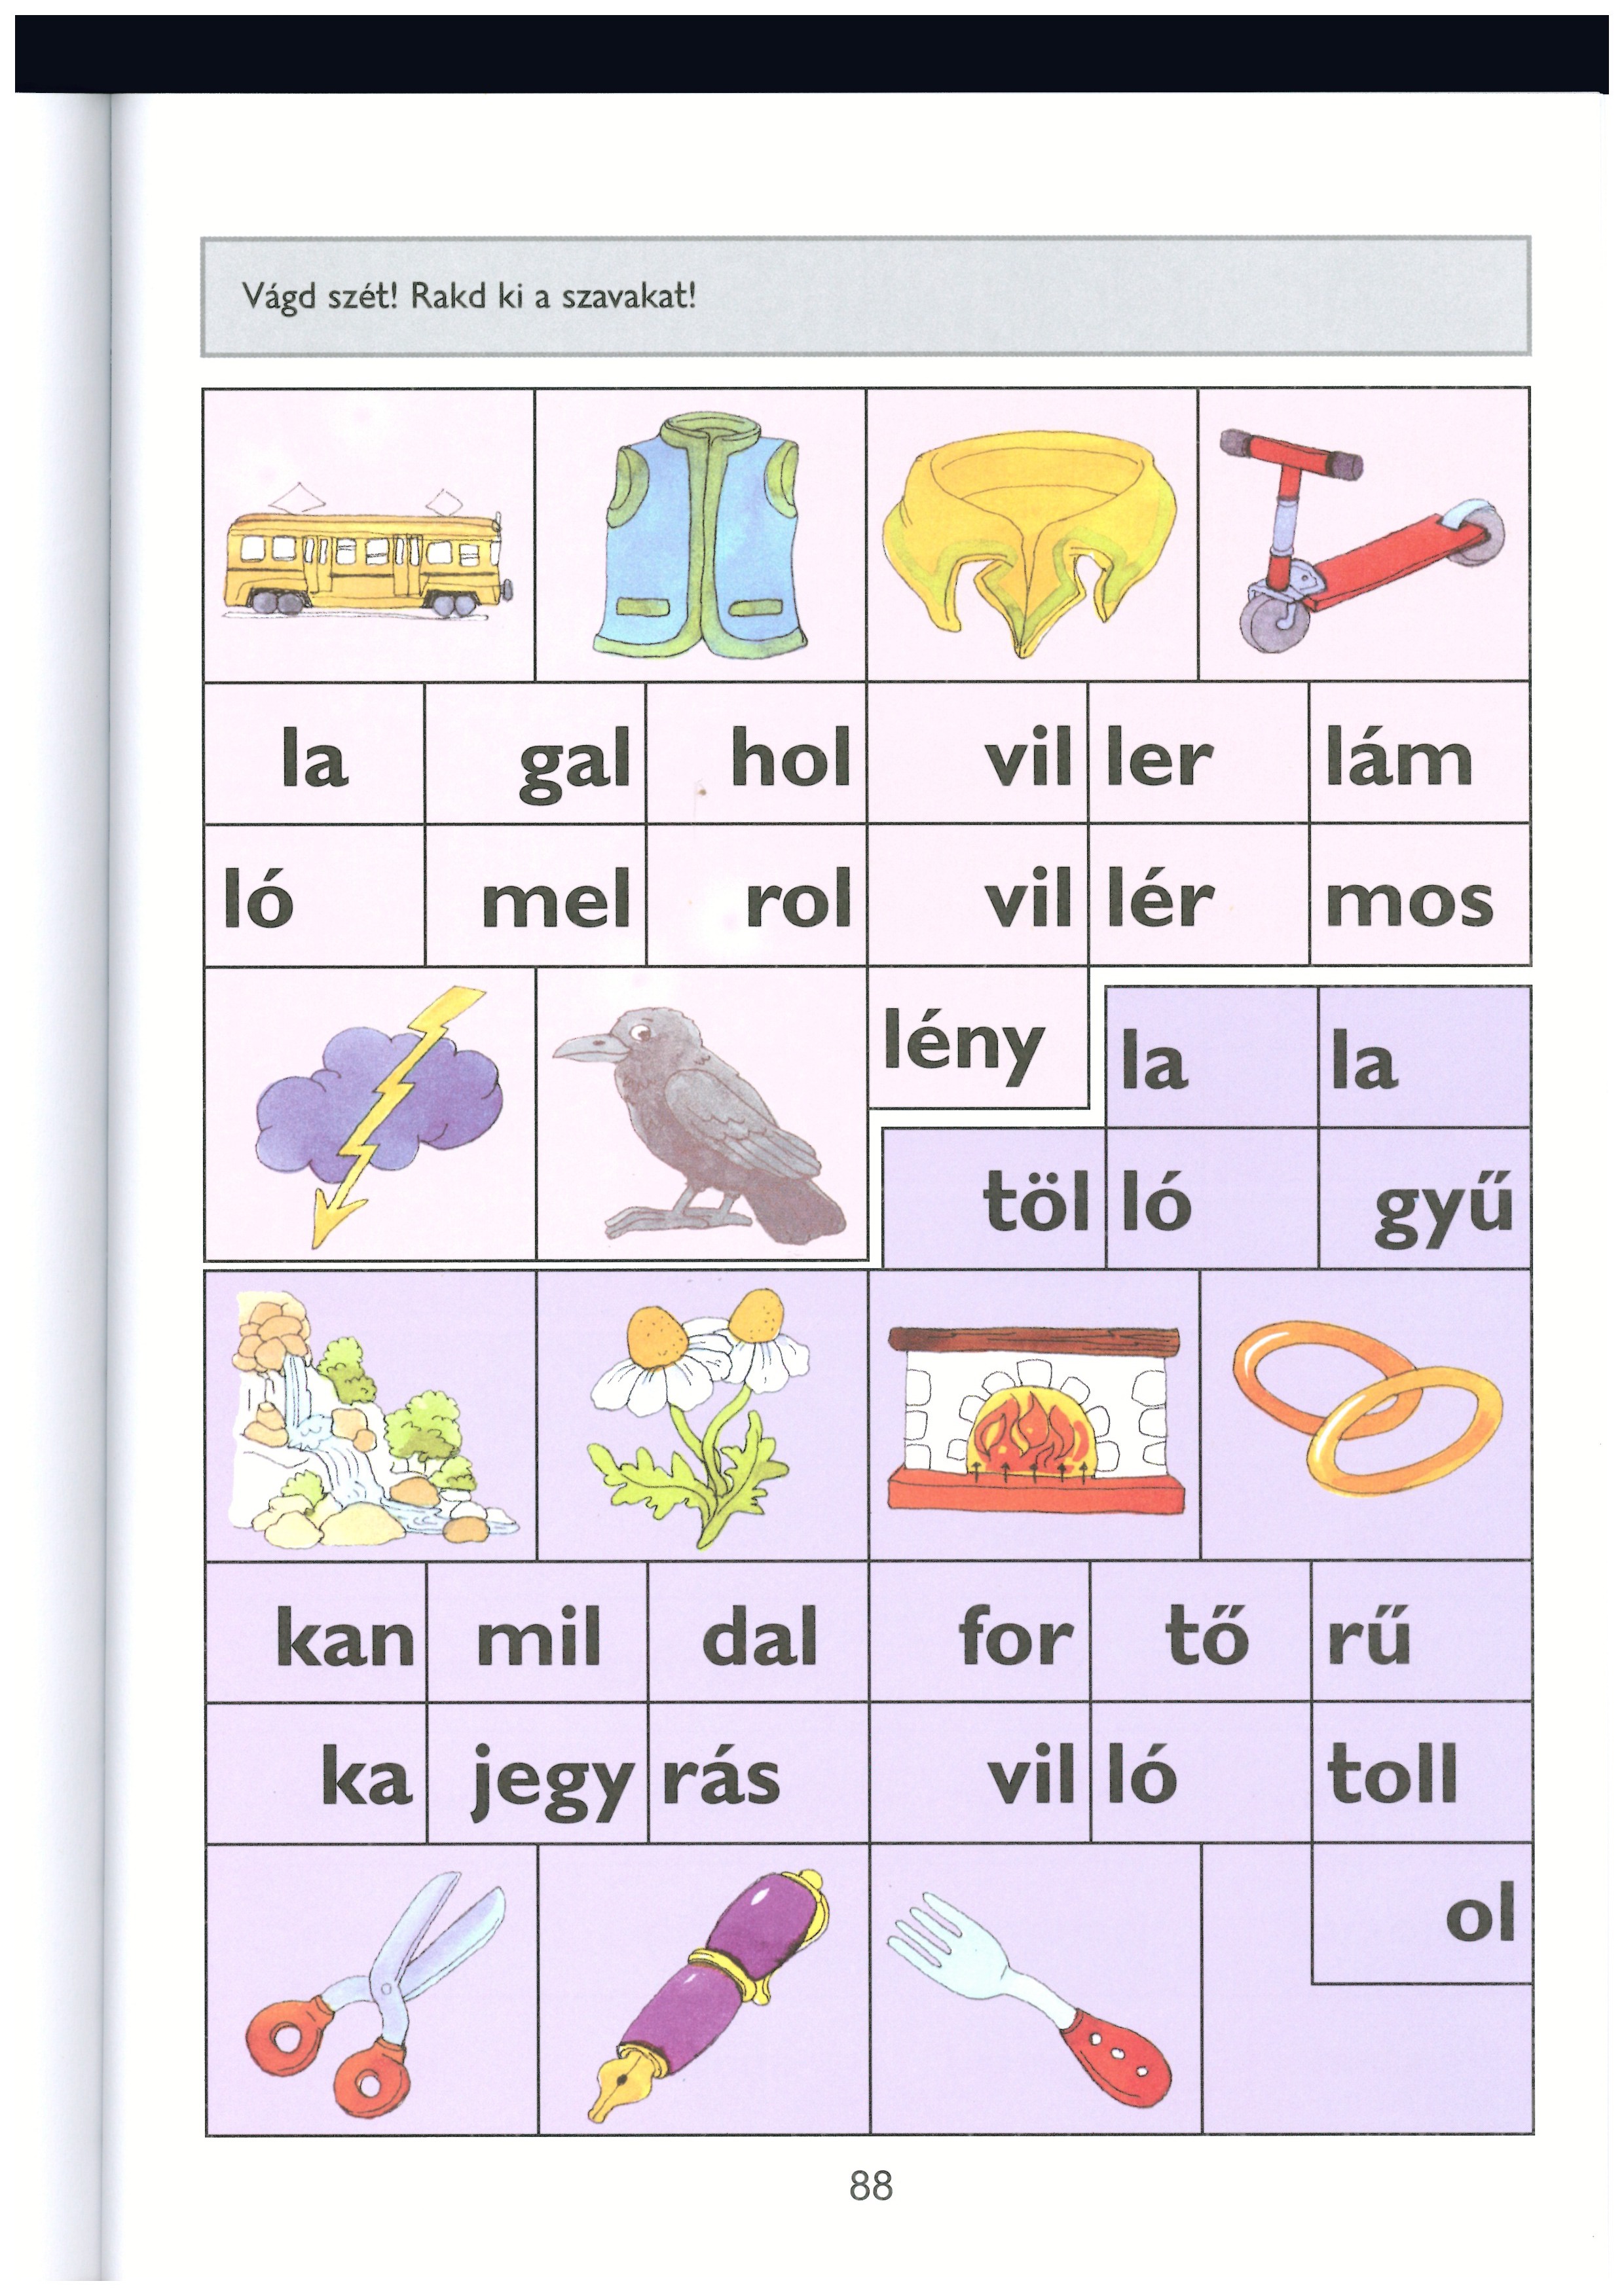 Vágd szét! Rakd ki a szavakat!
la gal hol vil ler lám
ló mel rol vil lér mos
lény
la la
töl ló gyű
kan mil dal for tő rű
ka jegy rás vil ló toll
ol
88